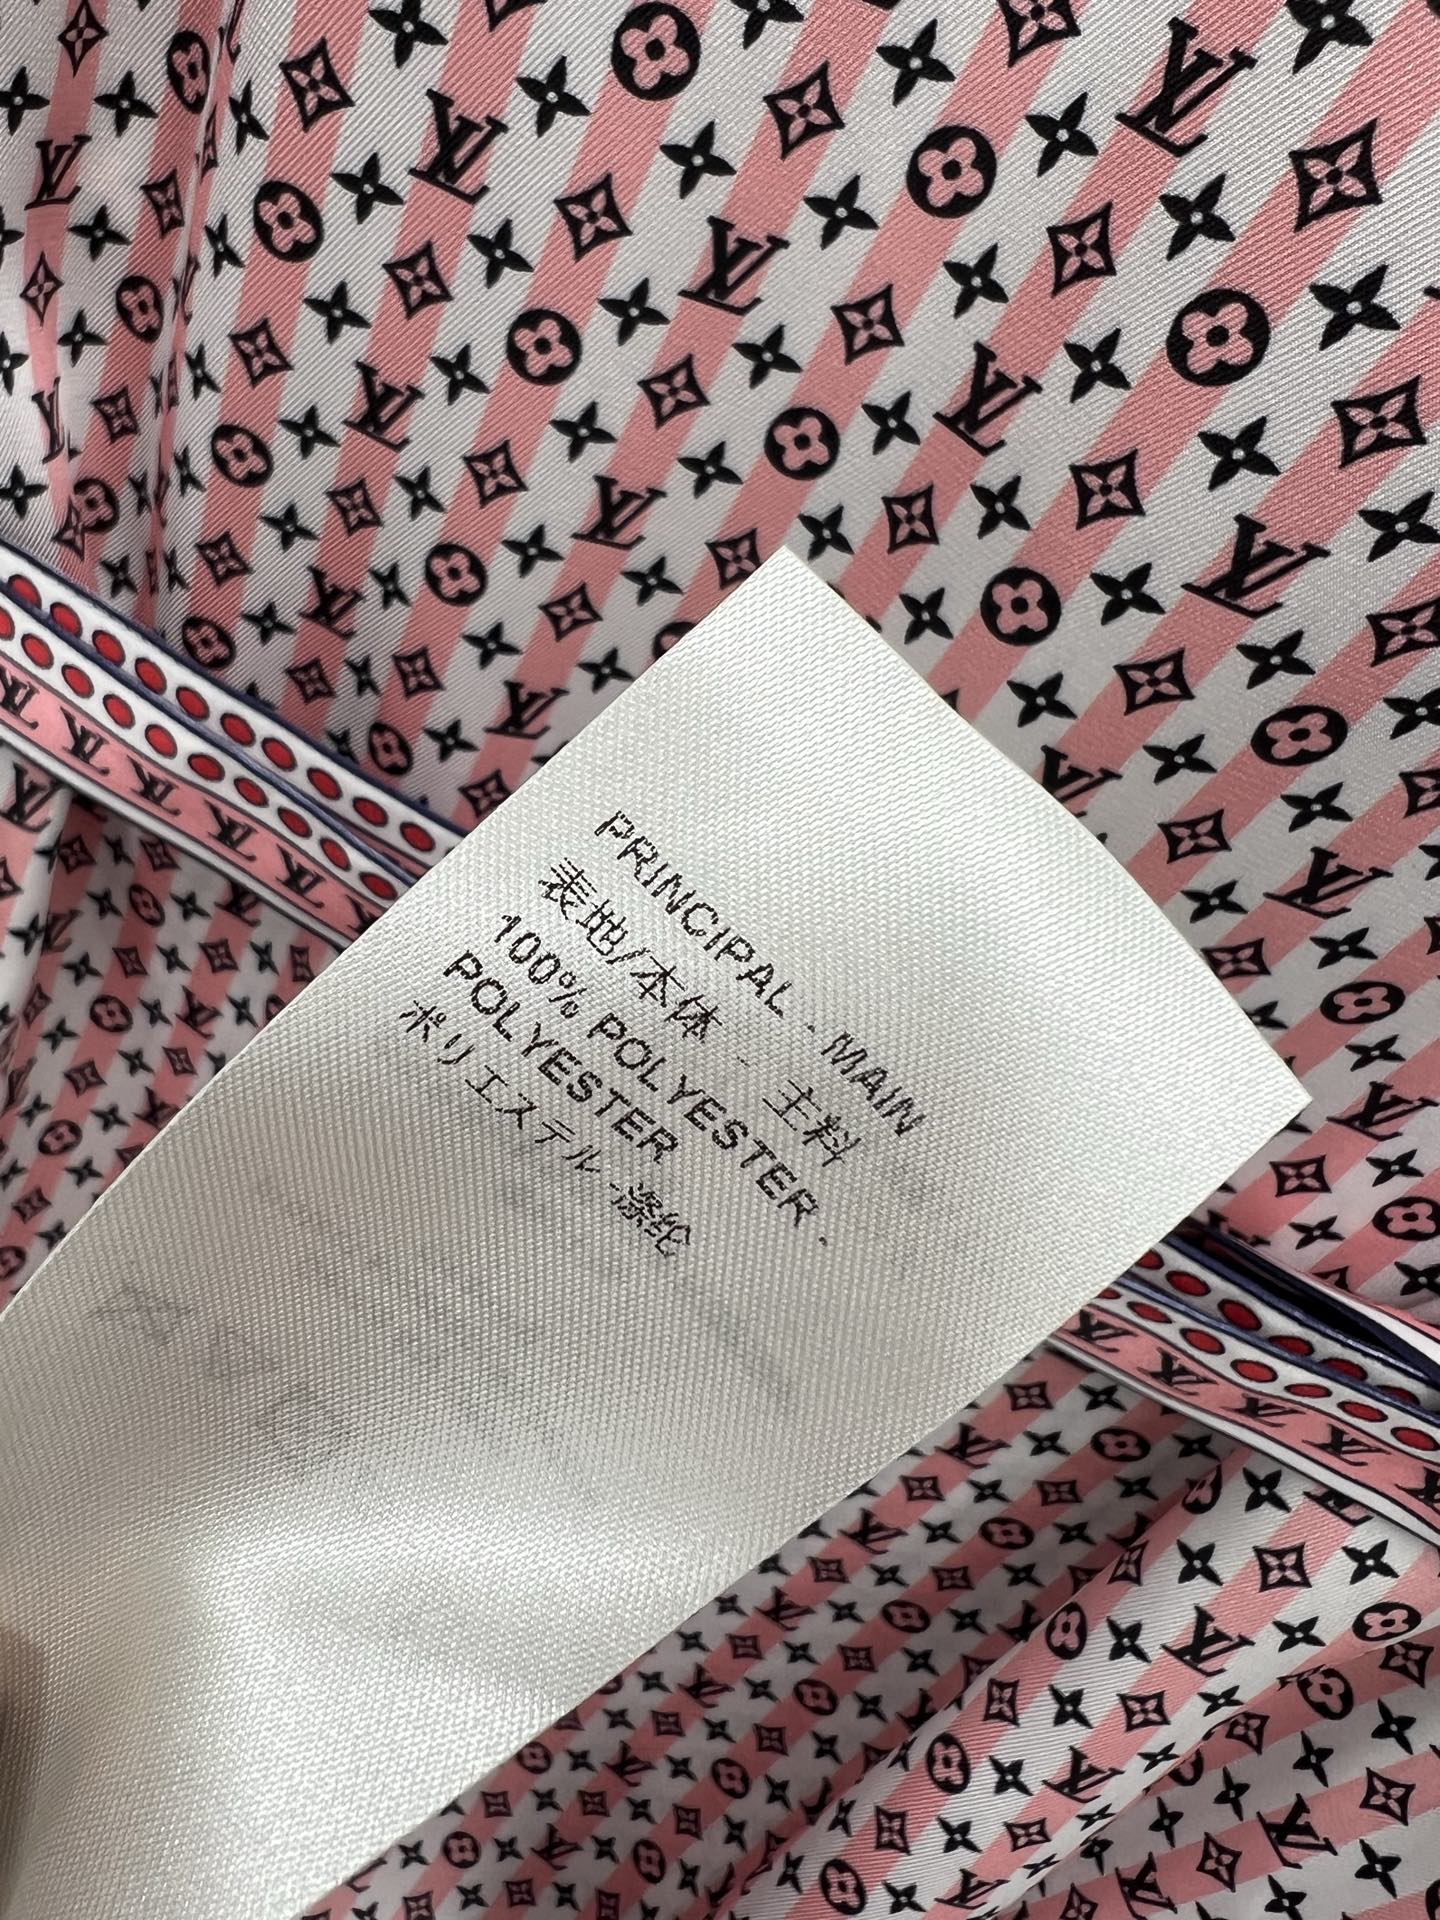 PRINCIPAL - MAIN
表地/本体 - 主料
100% POLYESTER -
POLYESTER
ポリエステル -涤纶